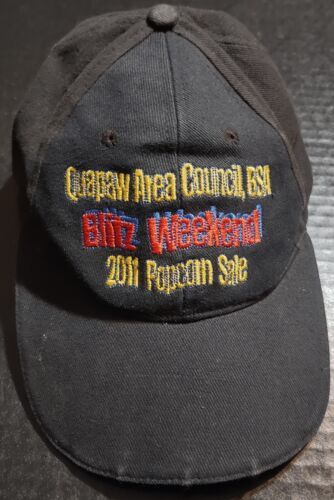 Quapaw Area Council, BSA
Blitz Weekend
2011 Popcorn Sale